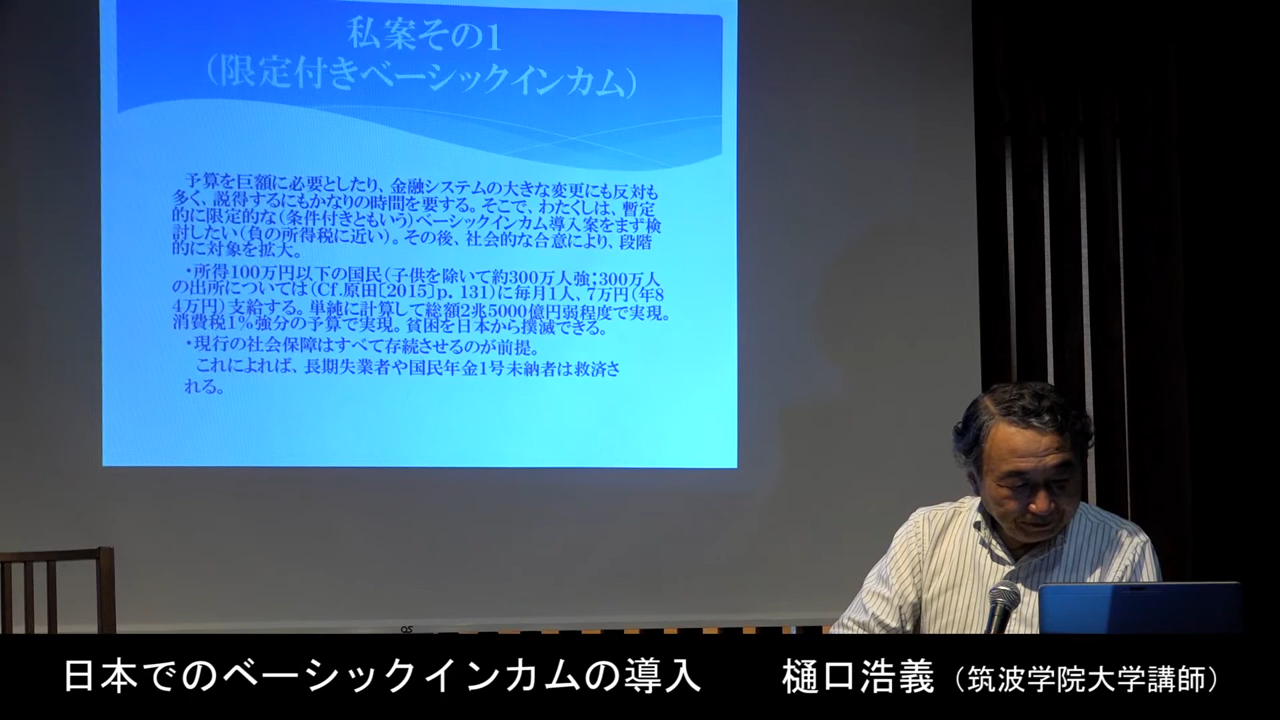 私案その1
（限定付きベーシックインカム）
予算を巨額に必要としたり、金融システムの大きな変更にも反対も
多く、説得するにもかなりの時間を要する。そこで、わたくしは、暫定
的に限定的な（条件付きともいう）ベーシックインカム導入案をまず検
討したい（負の所得税に近い）。その後、社会的な合意により、段階
的に対象を拡大。
・所得100万円以下の国民（子供を除いて約300万人強；300万人
の出所については（Cf.原田〔2015〕p．131）に毎月1人、7万円（年8
4万円）支給する。単純に計算して総額2兆5000億円弱程度で実現。
消費税1％強分の予算で実現。貧困を日本から撲滅できる。
・現行の社会保障はすべて存続させるのが前提。
これによれば、長期失業者や国民年金1号未納者は救済さ
れる。
日本でのベーシックインカムの導入　樋口浩義（筑波学院大学講師）